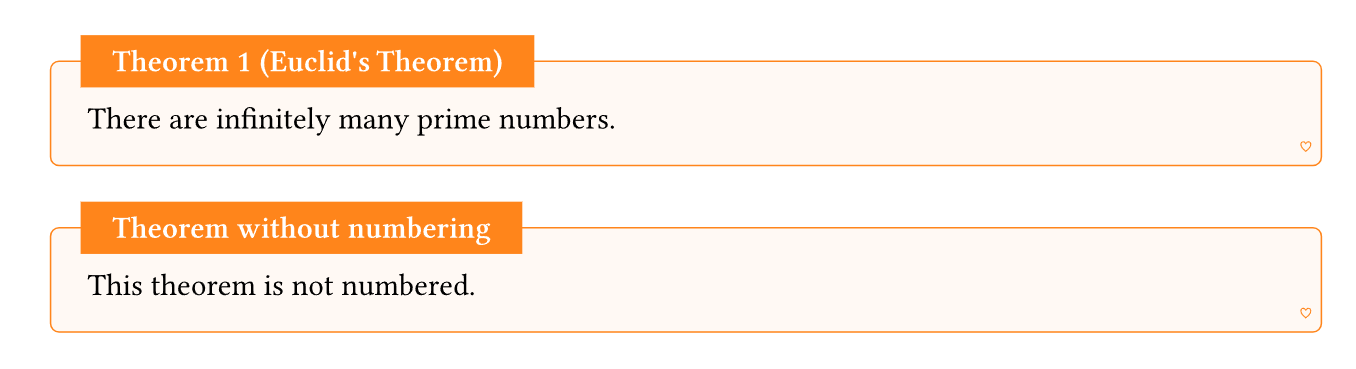 Theorem 1 (Euclid's Theorem)
There are infinitely many prime numbers.
♡
Theorem without numbering
This theorem is not numbered.
♡